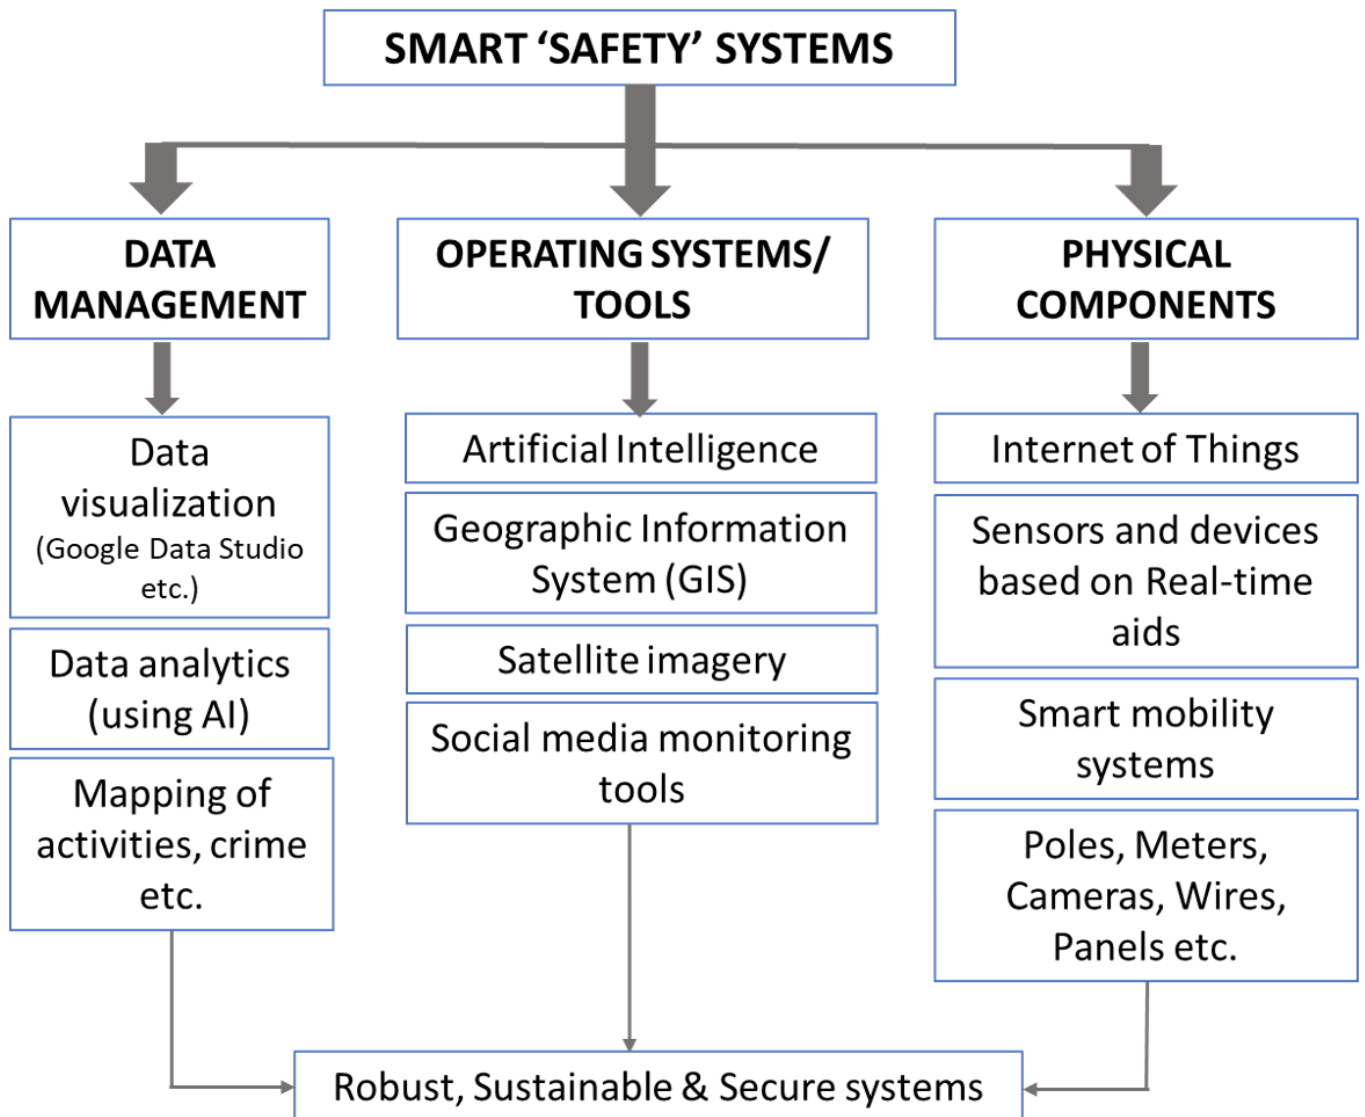 SMART ‘SAFETY’ SYSTEMS
DATA
MANAGEMENT
Data
visualization
(Google Data Studio
etc.)
Data analytics
(using AI)
Mapping of
activities, crime
etc.
OPERATING SYSTEMS/
TOOLS
Artificial Intelligence
Geographic Information
System (GIS)
Satellite imagery
Social media monitoring
tools
PHYSICAL
COMPONENTS
Internet of Things
Sensors and devices
based on Real-time
aids
Smart mobility
systems
Poles, Meters,
Cameras, Wires,
Panels etc.
Robust, Sustainable & Secure systems